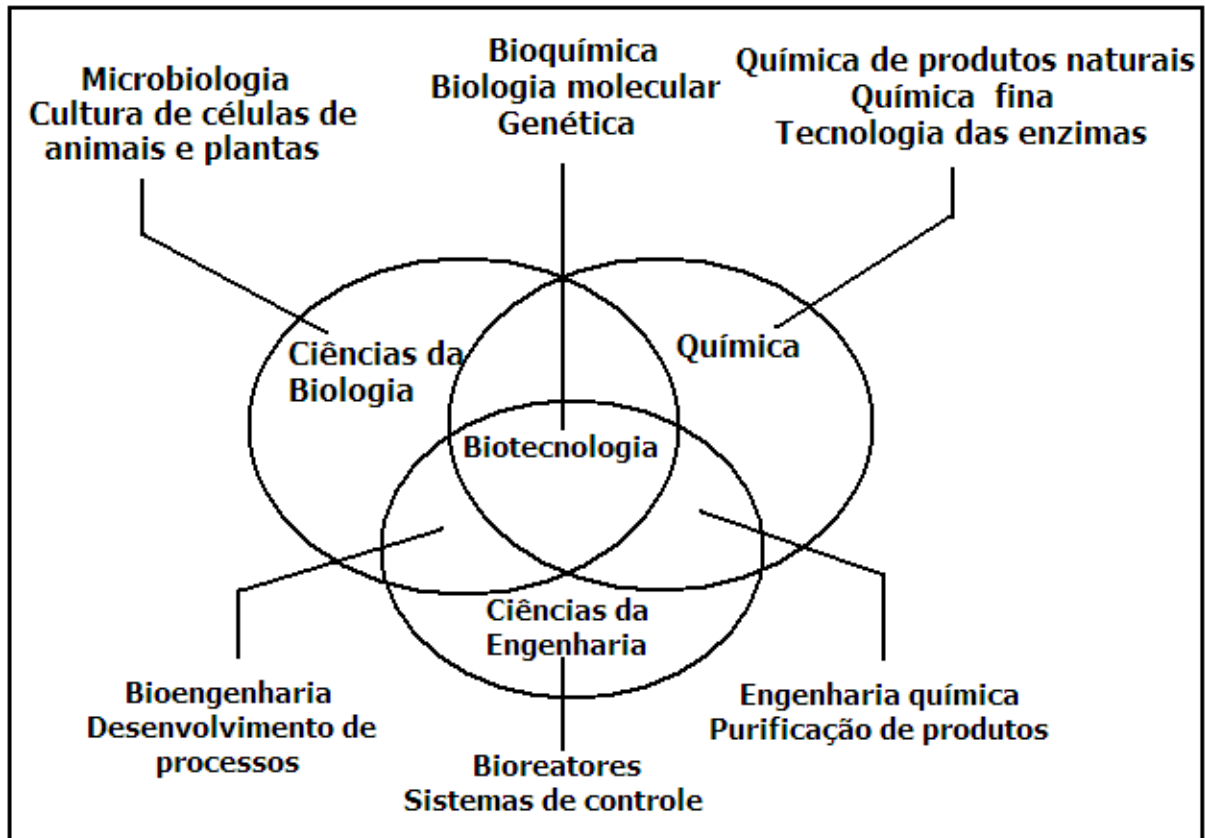 Microbiologia
Cultura de células de
animais e plantas
Bioquímica
Biologia molecular
Genética
Química de produtos naturais
Química fina
Tecnologia das enzimas
Ciências da
Biologia
Química
Biotecnologia
Ciências da
Engenharia
Bioengenharia
Desenvolvimento de
processos
Bioreatores
Sistemas de controle
Engenharia química
Purificação de produtos